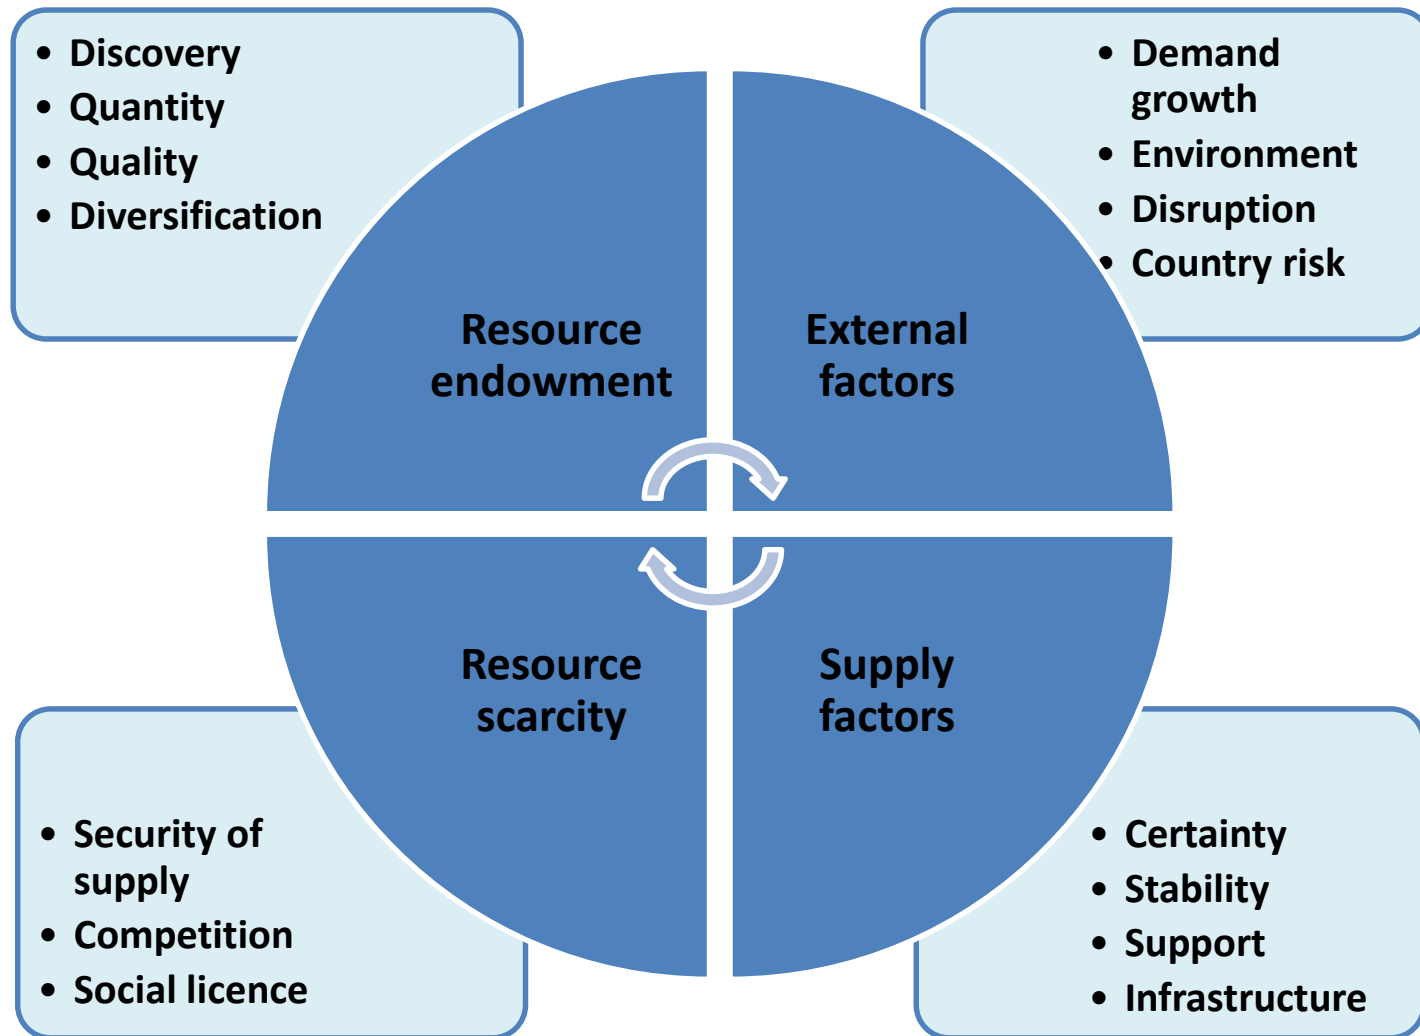 • Discovery
• Quantity
• Quality
• Diversification
• Demand
growth
• Environment
• Disruption
• Country risk
Resource
endowment
External
factors
Resource
scarcity
Supply
factors
• Security of
supply
• Competition
• Social licence
• Certainty
• Stability
• Support
• Infrastructure